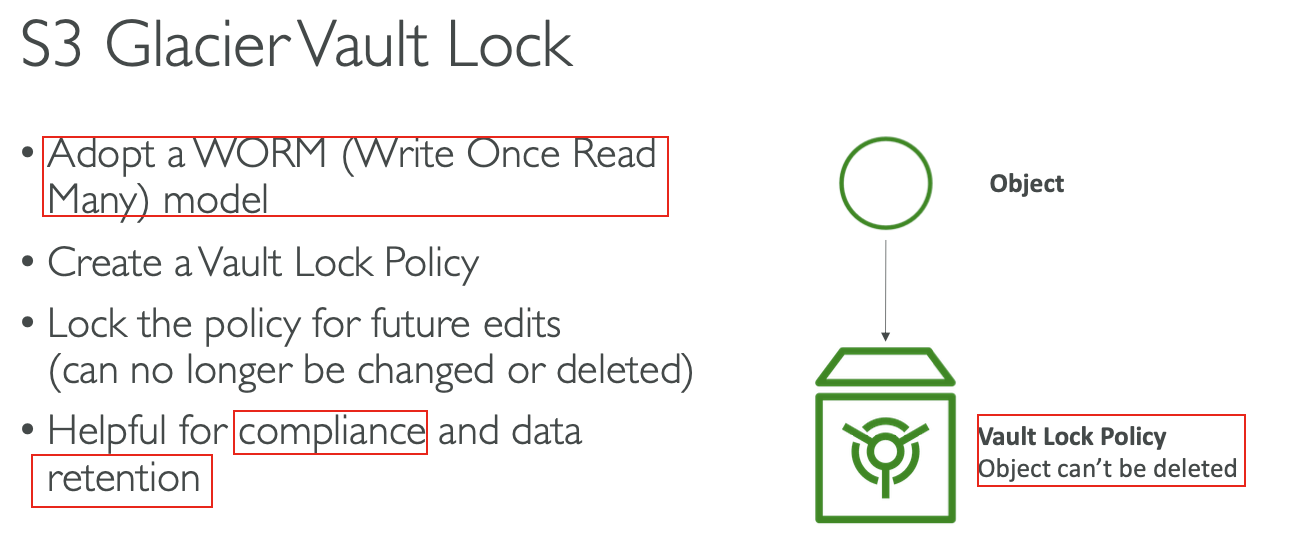 S3 Glacier Vault Lock
• Adopt a WORM (Write Once Read
Many) model
• Create a Vault Lock Policy
• Lock the policy for future edits
(can no longer be changed or deleted)
• Helpful for compliance and data
retention
Object
Vault Lock Policy
Object can't be deleted